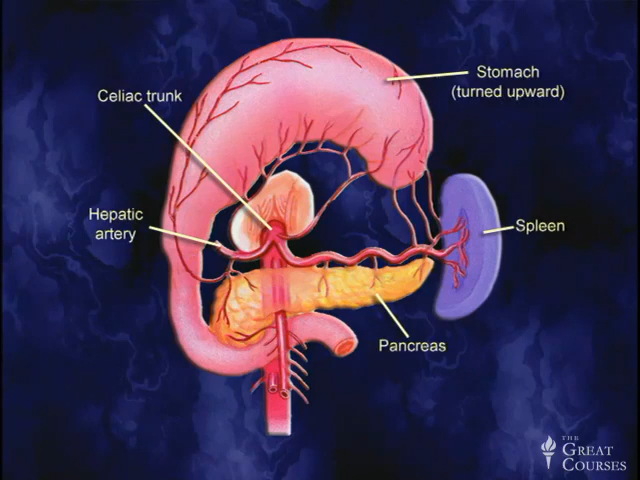 Stomach
(turned upward)
Celiac trunk
Hepatic
artery
Spleen
Pancreas
THE
GREAT
COURSES